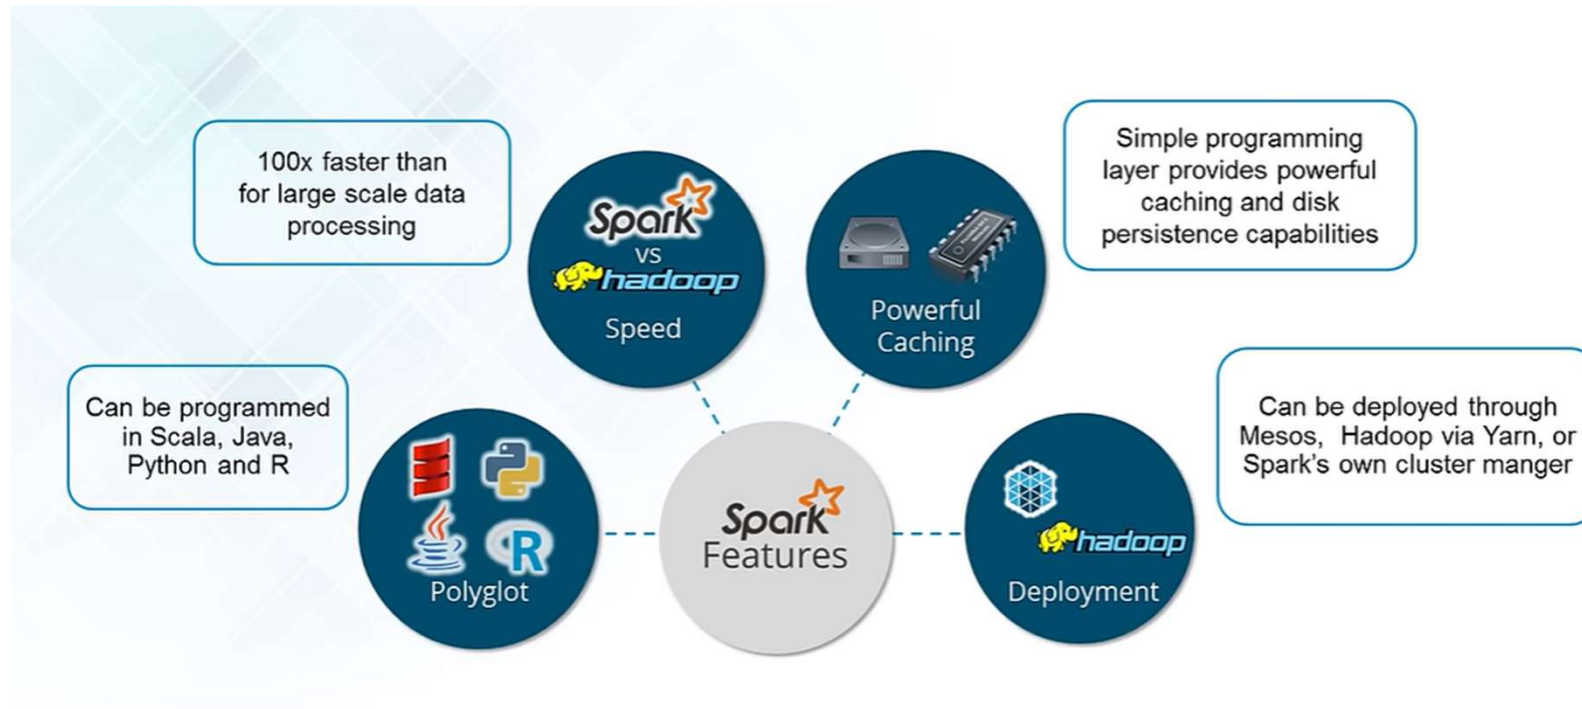 100x faster than
for large scale data
processing
Spark
vs
hadoop
Speed
Powerful
Caching
Simple programming
layer provides powerful
caching and disk
persistence capabilities
Can be programmed
in Scala, Java,
Python and R
R
Polyglot
Spark
Features
hadoop
Deployment
Can be deployed through
Mesos, Hadoop via Yarn, or
Spark's own cluster manger